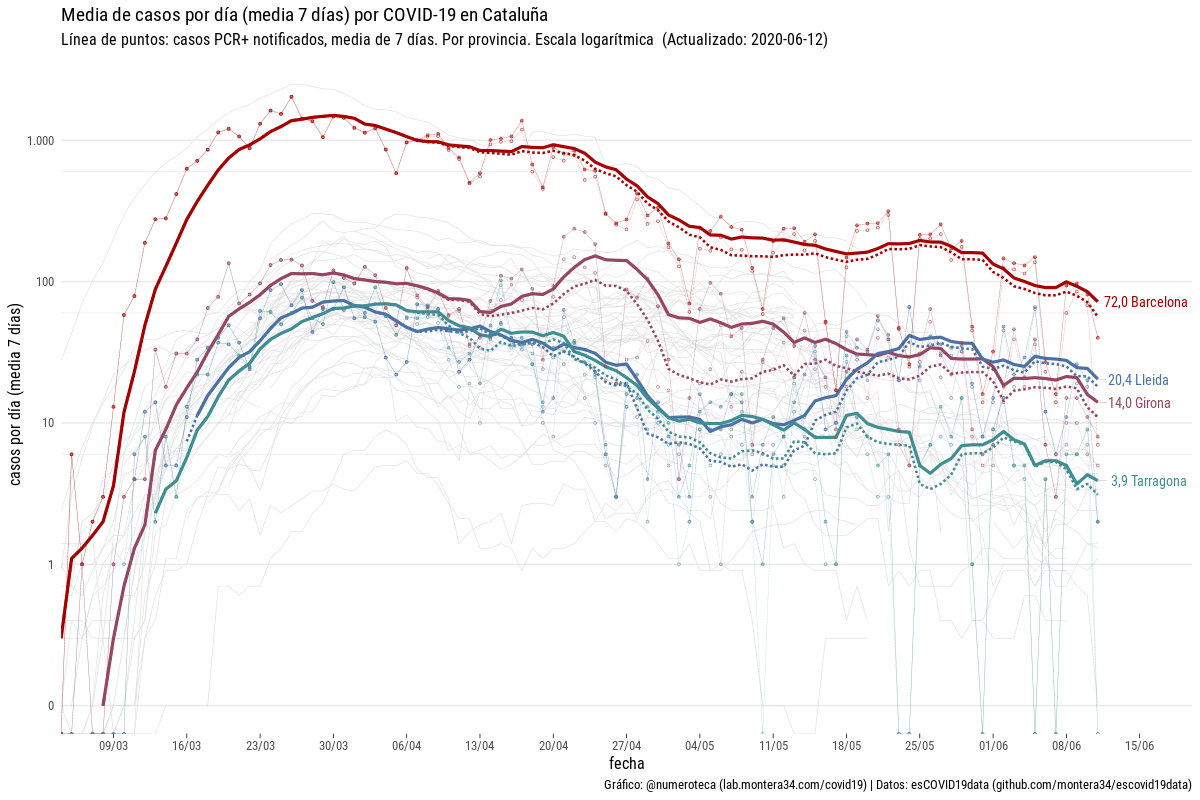 Media de casos por día (media 7 días) por COVID-19 en Cataluña
Línea de puntos: casos PCR+ notificados, media de 7 días. Por provincia. Escala logarítmica (Actualizado: 2020-06-12)
casos por día (media 7 días)
1.000
100
10
1
0
72,0 Barcelona
20,4 Lleida
14,0 Girona
3,9 Tarragona
09/03 16/03 23/03 30/03 06/04 13/04 20/04 27/04 04/05 11/05 18/05 25/05 01/06 08/06 15/06
fecha
Gráfico: @numeroteca (lab.montera34.com/covid19) | Datos: esCOVID19data (github.com/montera34/escovid19data)